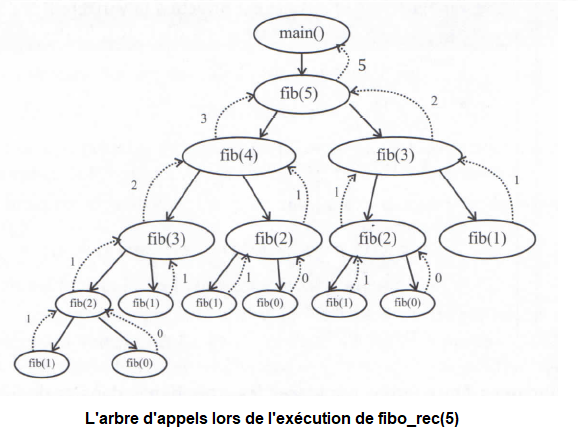 main()
5
fib(5)
3
2
fib(4)
fib(3)
2
1
1
1
fib(3)
fib(2)
fib(2)
fib(1)
1
1
1
0
1
0
fib(2)
fib(1)
fib(1)
fib(0)
fib(1)
fib(0)
1
0
fib(1)
fib(0)
L'arbre d'appels lors de l'exécution de fibo_rec(5)